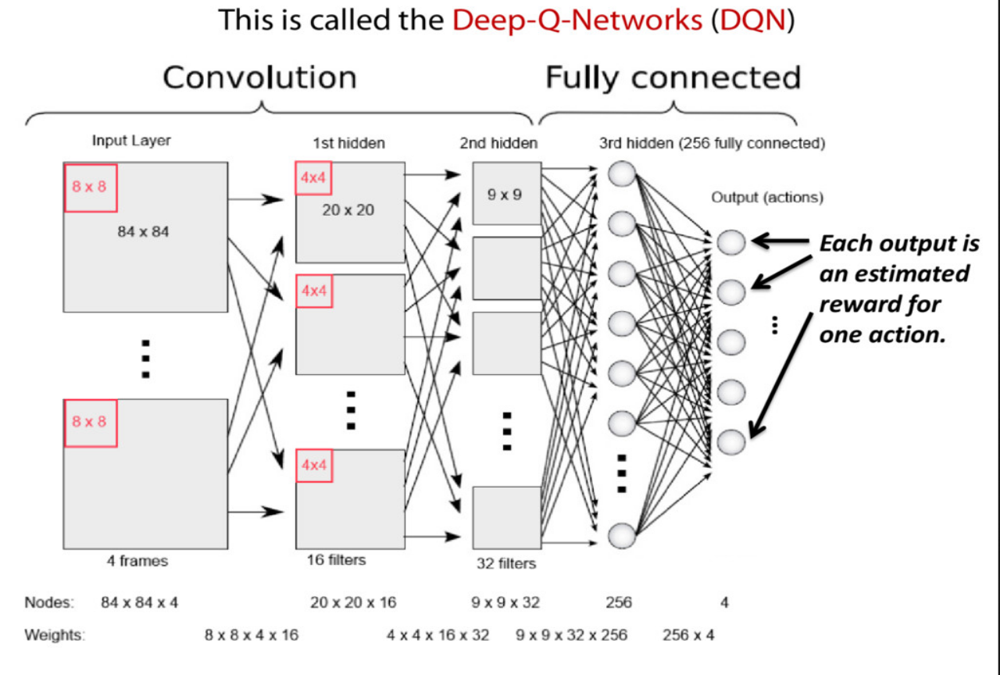 This is called the Deep-Q-Networks (DQN)
Convolution
Fully connected
Input Layer
1st hidden
2nd hidden
3rd hidden (256 fully connected)
8 x 8
84 x 84
4x4
20 x 20
9 x 9
Output (actions)
Each output is
an estimated
reward for
one action.
4x4
8 x 8
4x4
4 frames
16 filters
32 filters
Nodes: 84 x 84 x 4 20 x 20 x 16 9 x 9 x 32 256 4
Weights: 8 x 8 x 4 x 16 4 x 4 x 16 x 32 9 x 9 x 32 x 256 256 x 4